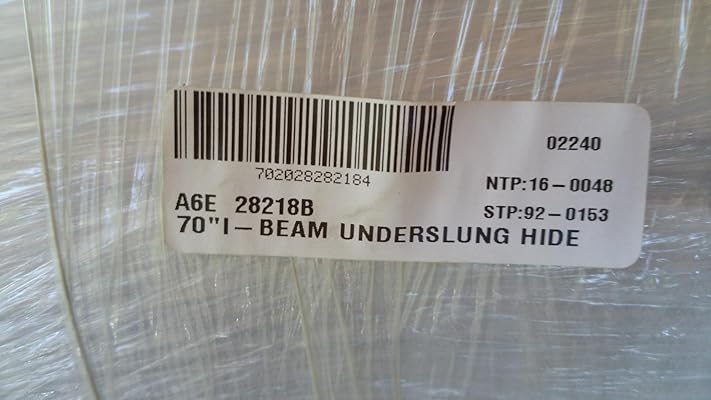 02240
702028282184
NTP:16-0048
A6E 28218B
STP:92-0153
70"I-BEAM UNDERSLUNG HIDE